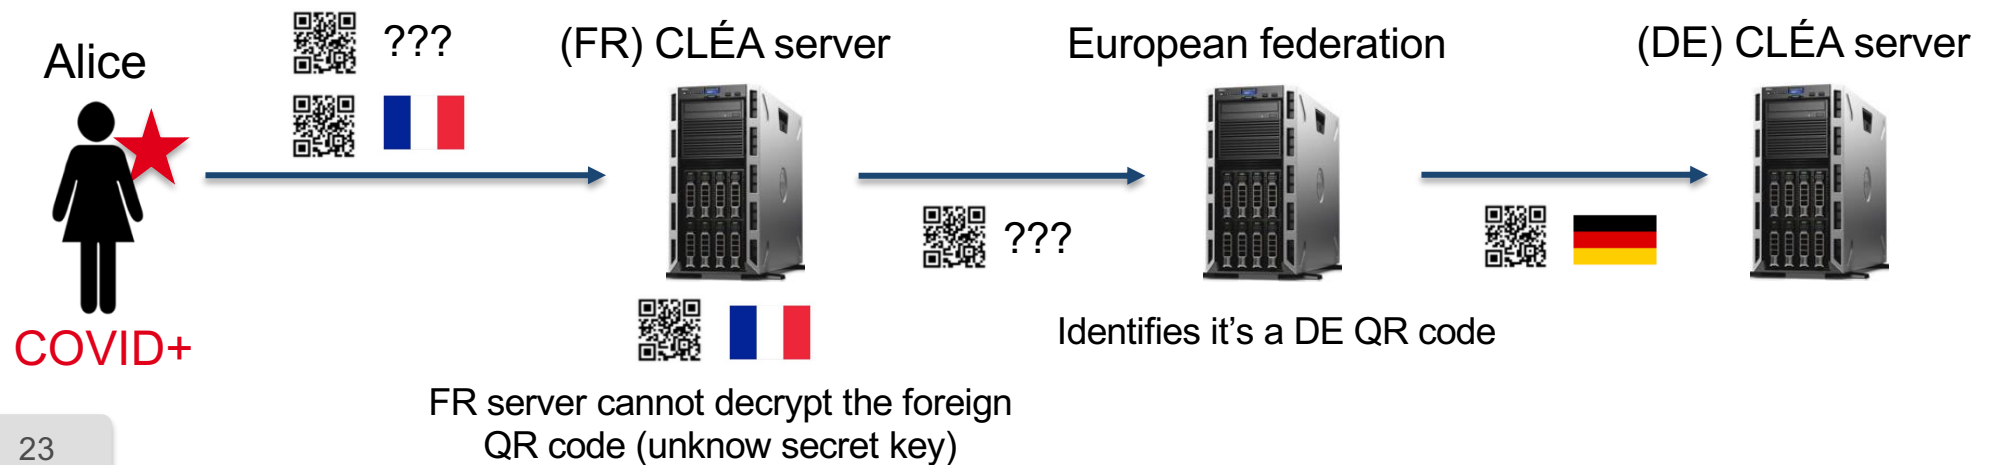 Alice
COVID+
???
(FR) CLÉA server
FR server cannot decrypt the foreign
QR code (unknow secret key)
???
European federation
Identifies it's a DE QR code
(DE) CLÉA server
23